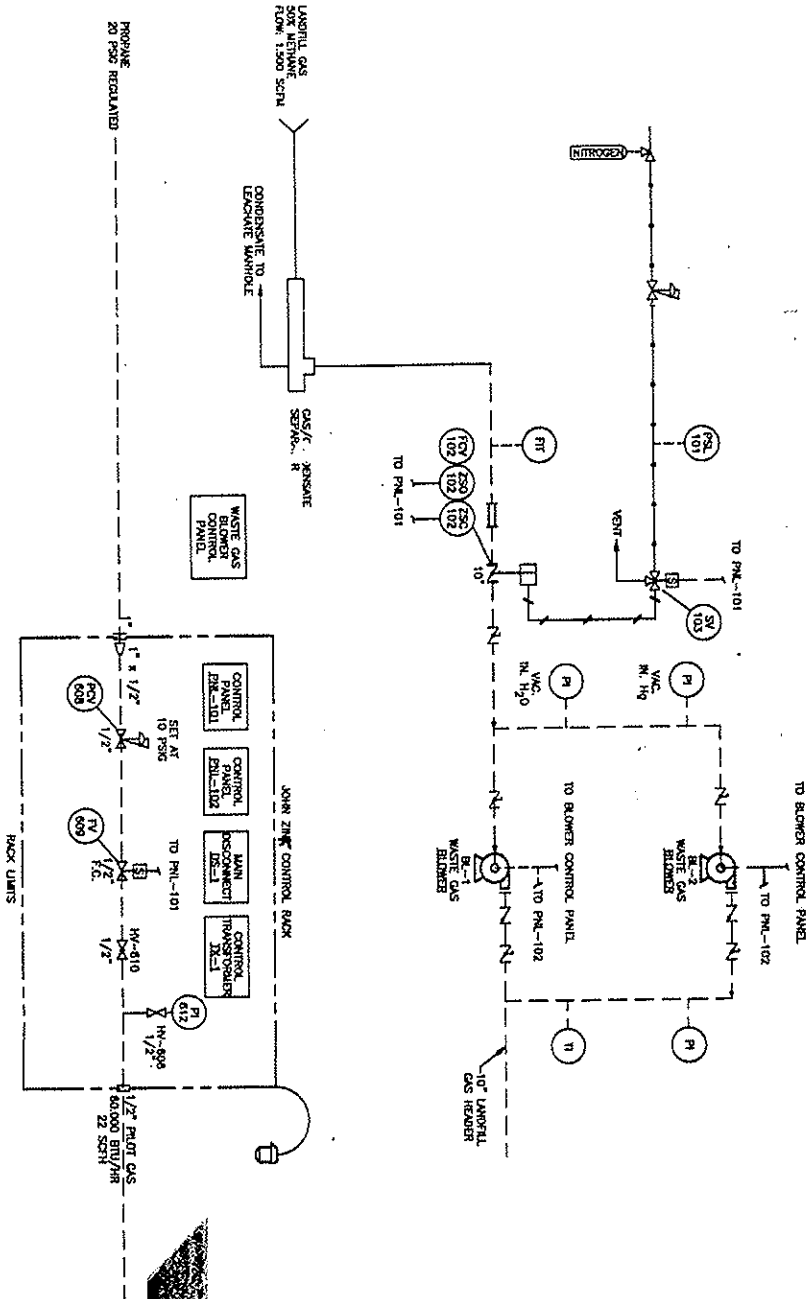 TO BLOWER CONTROL PANEL
TO PNL-102
BL-2
WASTE GAS
BLOWER
PI
TO BLOWER CONTROL PANEL
TO PNL-102
BL-1
WASTE GAS
BLOWER
TI
10" LANDFILL
GAS HEADER
PI
VAC.
IN. Hg
PI
VAC.
IN. H2O
TO PNL-101
SV
103
VENT
PSL
101
NITROGEN
FIT
FCV
102
ZSO
102
ZSC
102
TO PNL-101
10"
LANDFILL GAS
50% METHANE
FLOW: 1,500 SCFM
CONDENSATE TO
LEACHATE MANHOLE
WASTE GAS
BLOWER
CONTROL
PANEL
JOHN ZINK CONTROL RACK
CONTROL
PANEL
PNL-101
CONTROL
PANEL
PNL-102
MAIN
DISCONNECT
DS-1
CONTROL
TRANSFORMER
TX-1
PROPANE
20 PSIG REGULATED
1"
1" x 1/2"
SET AT
10 PSIG
PCV
608
1/2"
TO PNL-101
FV
609
1/2"
F.C.
HV-610
1/2"
PI
612
HV-606
1/2"
RACK LIMITS
1/2" PILOT GAS
60,000 BTU/HR
22 SCFH